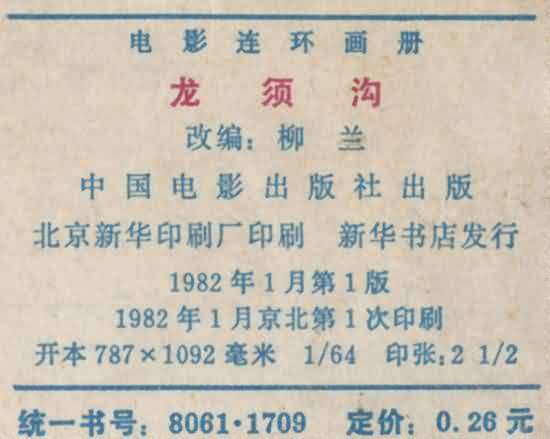 电影连环画册
龙须沟
改编：柳 兰
中国电影出版社出版
北京新华印刷厂印刷 新华书店发行
1982年1月第1版
1982年1月京北第1次印刷
开本787×1092毫米 1/64 印张：2 1/2
统一书号：8061·1709 定价：0.26元